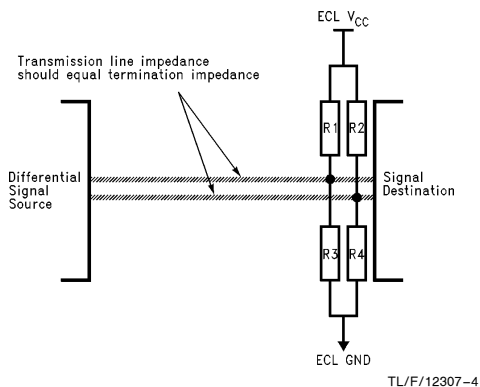 ECL VCC
Transmission line impedance
should equal termination impedance
R1 R2
Differential
Signal
Source
Signal
Destination
R3 R4
ECL GND
TL/F/12307–4